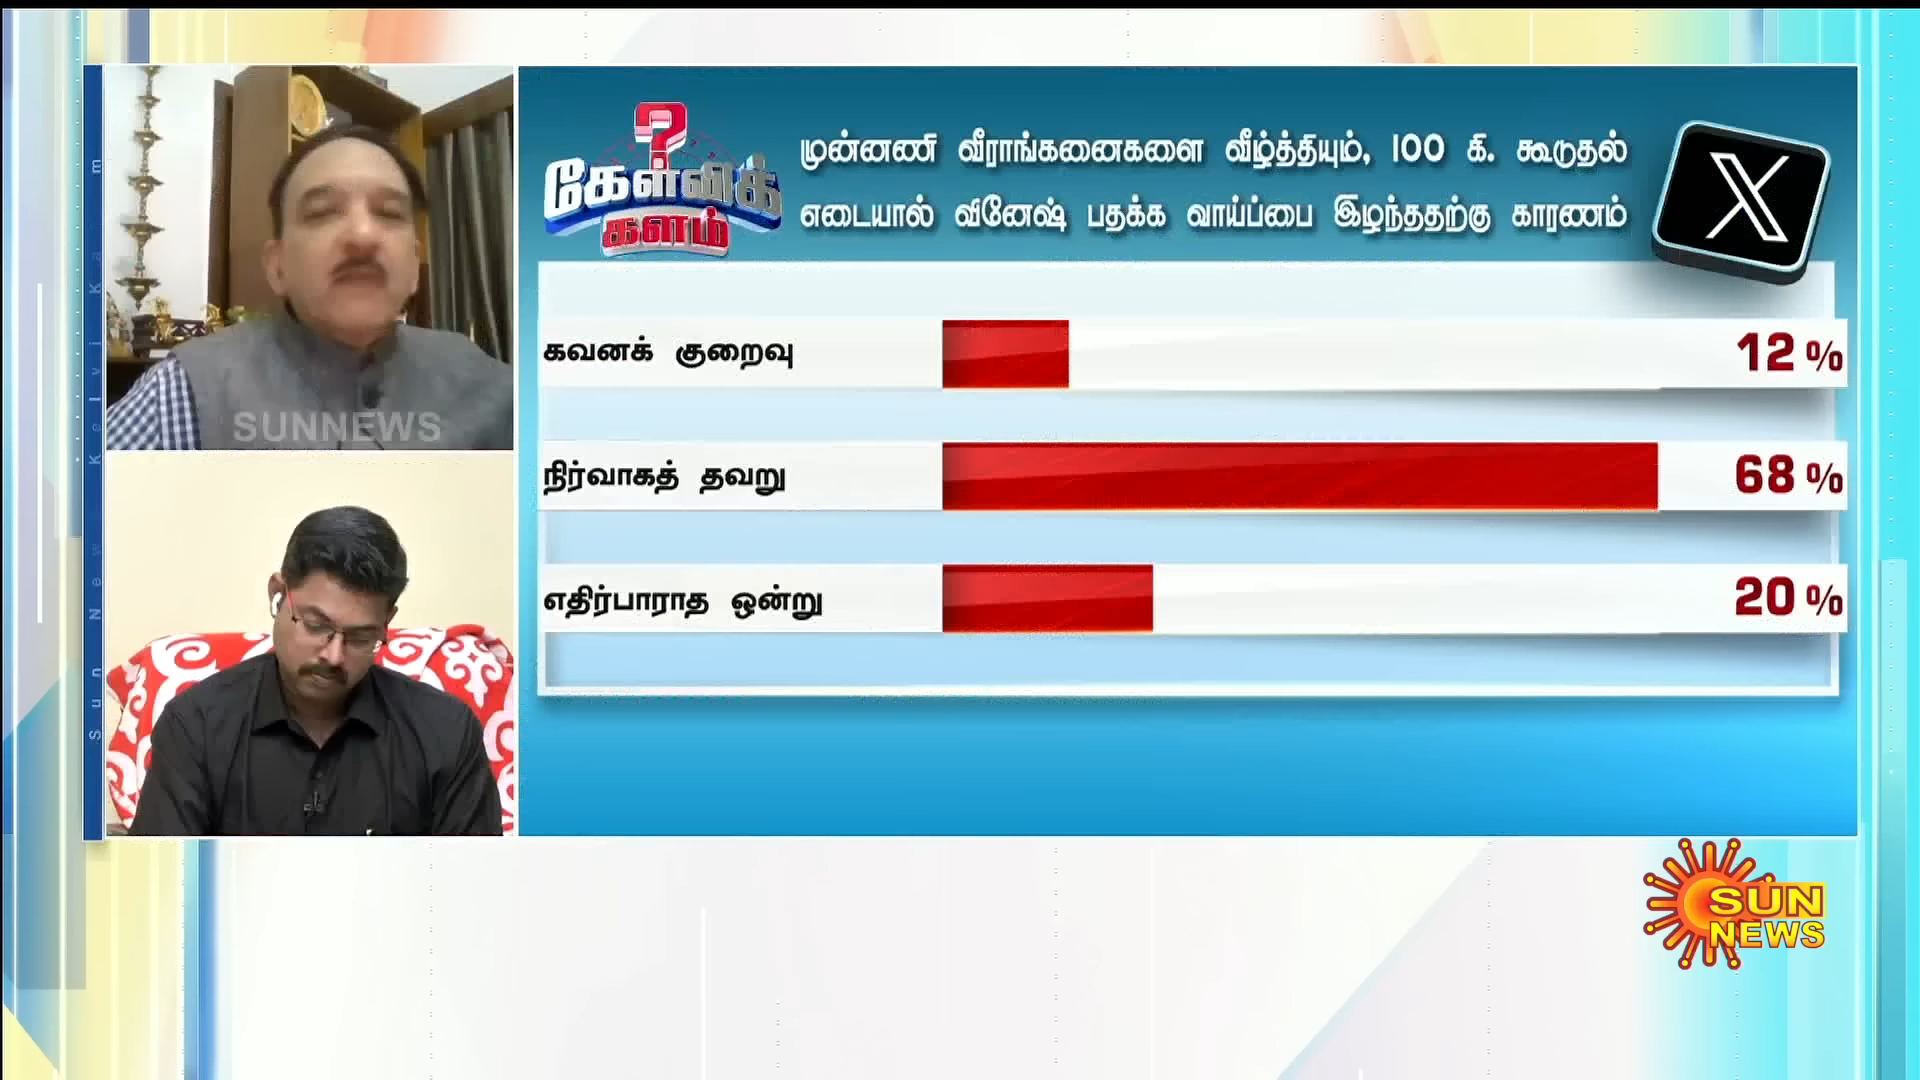 ?
கேள்விக்
களம்
முன்னணி வீராங்கனைகளை வீழ்த்தியும், 100 கி. கூடுதல்
எடையால் வினேஷ் பதக்க வாய்ப்பை இழந்ததற்கு காரணம்
X
கவனக் குறைவு
12 %
நிர்வாகத் தவறு
68 %
எதிர்பாராத ஒன்று
20 %
SUNNEWS
SUN
NEWS